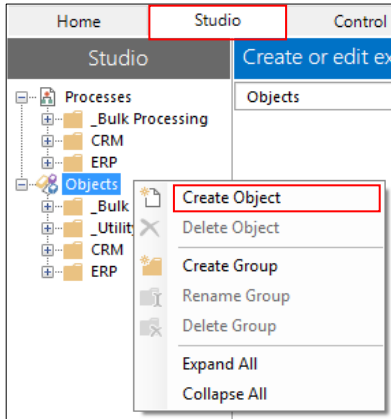 Home Studio Control
Studio
Create or edit ex
Processes
Objects
_Bulk Processing
CRM
ERP
Objects
_Bulk
_Utilit
CRM
ERP
Create Object
Delete Object
Create Group
Rename Group
Delete Group
Expand All
Collapse All